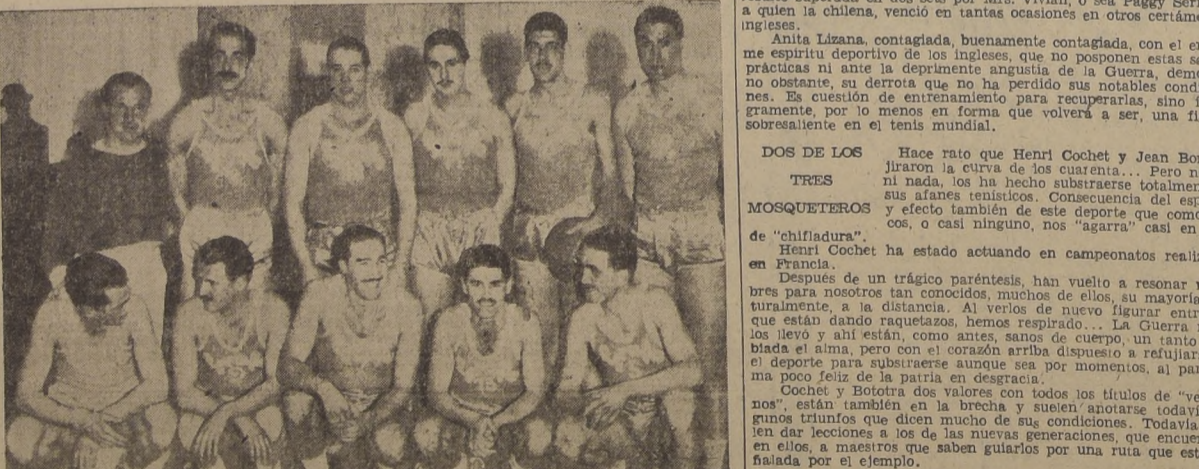 a quien la chilena, venció en tantas ocasiones en otros certám
ingleses.
Anita Lizana, contagiada, buenamente contagiada, con el e
me espiritu deportivo de los ingleses, que no posponen estas s
prácticas ni ante la deprimente angustia de la Guerra, dem
no obstante, su derrota que no ha perdido sus notables cond
nes. Es cuestión de entrenamiento para recuperarlas, sino
gramente, por lo menos en forma que volverá a ser, una fi
sobresaliente en el tenis mundial.
DOS DE LOS
TRES
MOSQUETEROS
Hace rato que Henri Cochet y Jean Bo
jiraron la curva de los cuarenta... Pero n
ni nada, los ha hecho substraerse totalme
sus afanes tenísticos. Consecuencia del esp
y efecto también de este deporte que com
cos, o casi ninguno, nos "agarra" casi en
de "chifladura".
Henri Cochet ha estado actuando en campeonatos reali
en Francia.
Después de un trágico paréntesis, han vuelto a resonar
bres para nosotros tan conocidos, muchos de ellos, su mayoría
turalmente, a la distancia. Al verlos de nuevo figurar entr
que están dando raquetazos, hemos respirado... La Guerra
los llevó y ahí están, como antes, sanos de cuerpo, un tanto
biada el alma, pero con el corazón arriba dispuesto a refujiar
el deporte para substraerse aunque sea por momentos, al pa
ma poco feliz de la patria en desgracia.
Cochet y Bototra dos valores con todos los títulos de "ve
nos", están también en la brecha y suelen anotarse todaví
gunos triunfos que dicen mucho de sus condiciones. Todavía
len dar lecciones a los de las nuevas generaciones, que encue
en ellos, a maestros que saben guiarlos por una ruta que est
ñalada por el ejemplo.